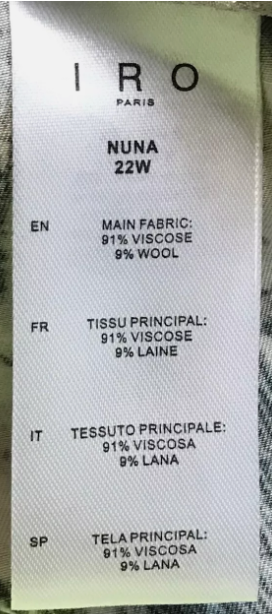 IRO
PARIS
NUNA
22W
EN
MAIN FABRIC:
91% VISCOSE
9% WOOL
FR
TISSU PRINCIPAL:
91% VISCOSE
9% LAINE
IT
TESSUTO PRINCIPALE:
91% VISCOSA
9% LANA
SP
TELA PRINCIPAL:
91% VISCOSA
9% LANA